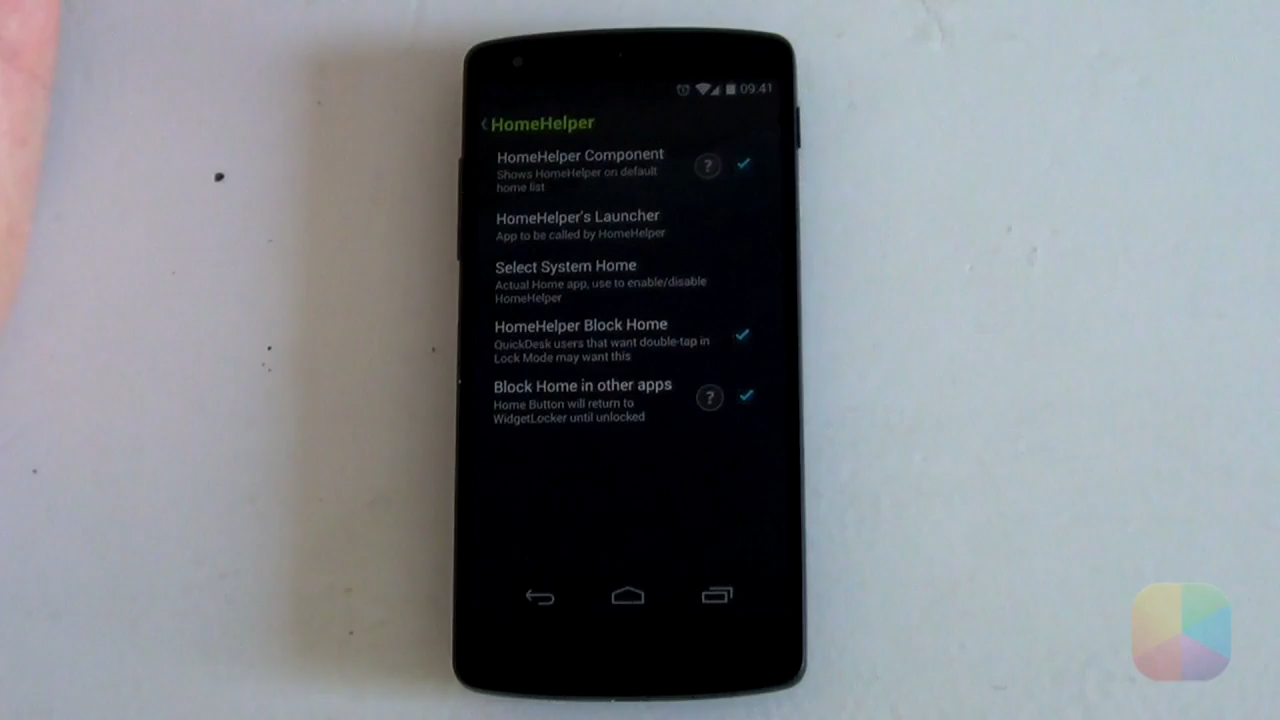 09.41
HomeHelper
HomeHelper Component
Shows HomeHelper on default
home list
?
HomeHelper's Launcher
App to be called by HomeHelper
Select System Home
Actual Home app, use to enable/disable
HomeHelper
HomeHelper Block Home
QuickDesk users that want double-tap in
Lock Mode may want this
Block Home in other apps
Home Button will return to
WidgetLocker until unlocked
?